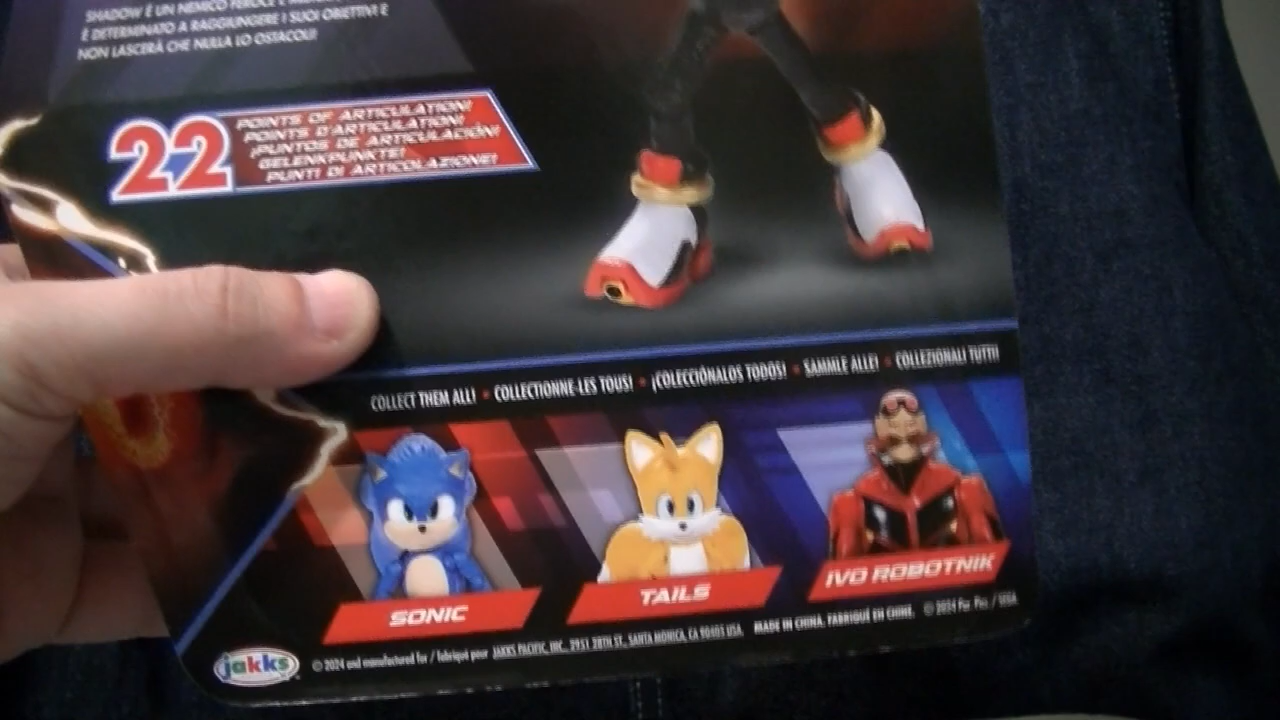 SHADOW È UN NEMICO FEROCE E
È DETERMINATO A RAGGIUNGERE I SUOI OBIETTIVI E
NON LASCERÀ CHE NULLA LO OSTACOLI!
22
POINTS OF ARTICULATION!
POINTS D'ARTICULATION!
¡PUNTOS DE ARTICULACIÓN!
GELENKPUNKTE!
PUNTI DI ARTICOLAZIONE!
COLLECT THEM ALL! • COLLECTIONNE-LES TOUS! • ¡COLECCIÓNALOS TODOS! • SAMMLE ALLE! • COLLEZIONALI TUTTI!
SONIC
TAILS
IVO ROBOTNIK
jakks
© 2024 and manufactured for / fabriqué pour JAKKS PACIFIC, INC., 2951 28TH ST., SANTA MONICA, CA 90405 USA. MADE IN CHINA. FABRIQUÉ EN CHINE. © 2024 Par. Pics. / SEGA